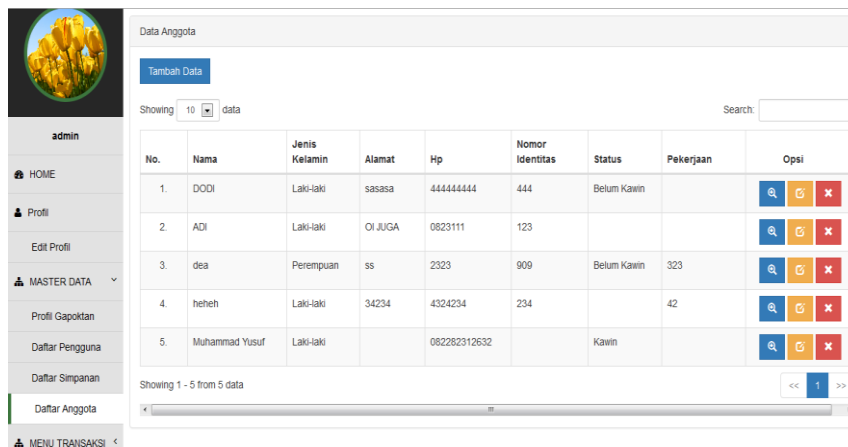 admin
HOME
Profil
Edit Profil
MASTER DATA
Profil Gapoktan
Daftar Pengguna
Daftar Simpanan
Daftar Anggota
MENU TRANSAKSI
Data Anggota
Tambah Data
Showing 10 data Search:
No. Nama Jenis Kelamin Alamat Hp Nomor Identitas Status Pekerjaan Opsi
1. DODI Laki-laki sasasa 444444444 444 Belum Kawin
2. ADI Laki-laki OI JUGA 0823111 123
3. dea Perempuan ss 2323 909 Belum Kawin 323
4. heheh Laki-laki 34234 4324234 234 42
5. Muhammad Yusuf Laki-laki 082282312632 Kawin
Showing 1 - 5 from 5 data << 1 >>